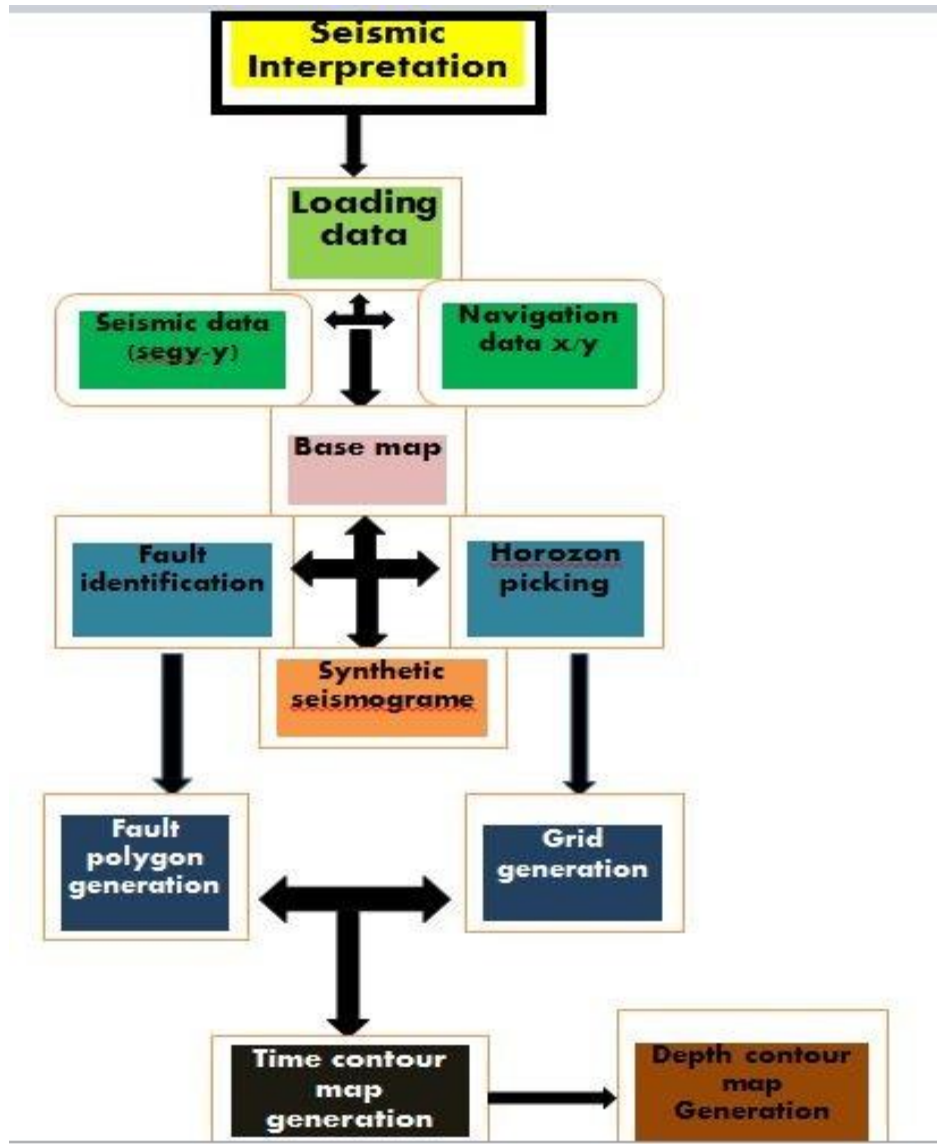 Seismic
Interpretation
Loading
data
Seismic data
(segy-y)
Navigation
data x/y
Base map
Fault
identification
Horozon
picking
Synthetic
seismograme
Fault
polygon
generation
Grid
generation
Time contour
map
generation
Depth contour
map
Generation